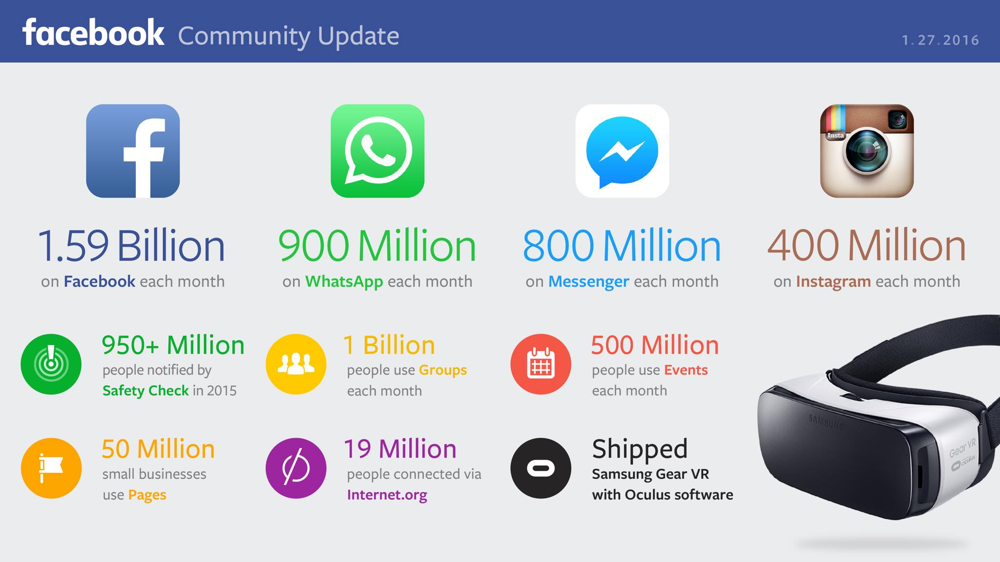 facebook Community Update
1.27.2016
Insta
1.59 Billion
on Facebook each month
900 Million
on WhatsApp each month
800 Million
on Messenger each month
400 Million
on Instagram each month
950+ Million
people notified by
Safety Check in 2015
1 Billion
people use Groups
each month
500 Million
people use Events
each month
50 Million
small businesses
use Pages
19 Million
people connected via
Internet.org
Shipped
Samsung Gear VR
with Oculus software
SAMSUNG
Gear VR
oculus